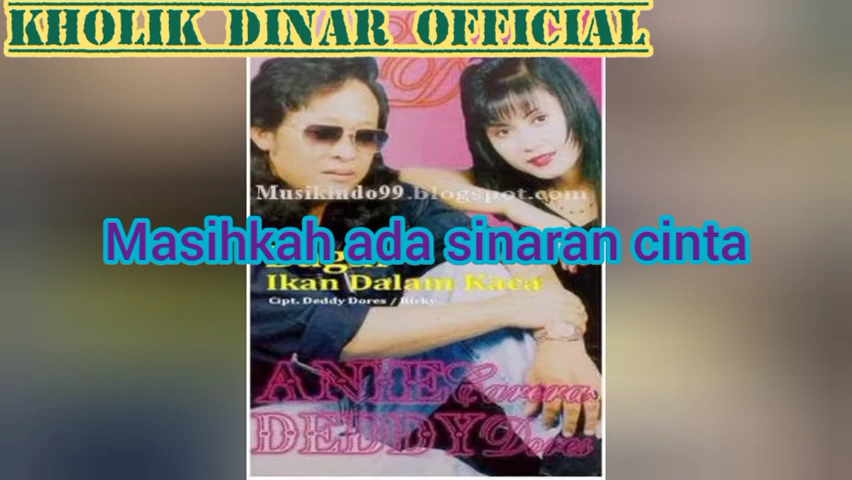 KHOLIK DINAR OFFICIAL
Musikindo99.blogspot.com
Masihkah ada sinaran cinta
Ikan Dalam Kaca
Cipt. Deddy Dores / Ricky
ANIE Carera
DEDDY Dores